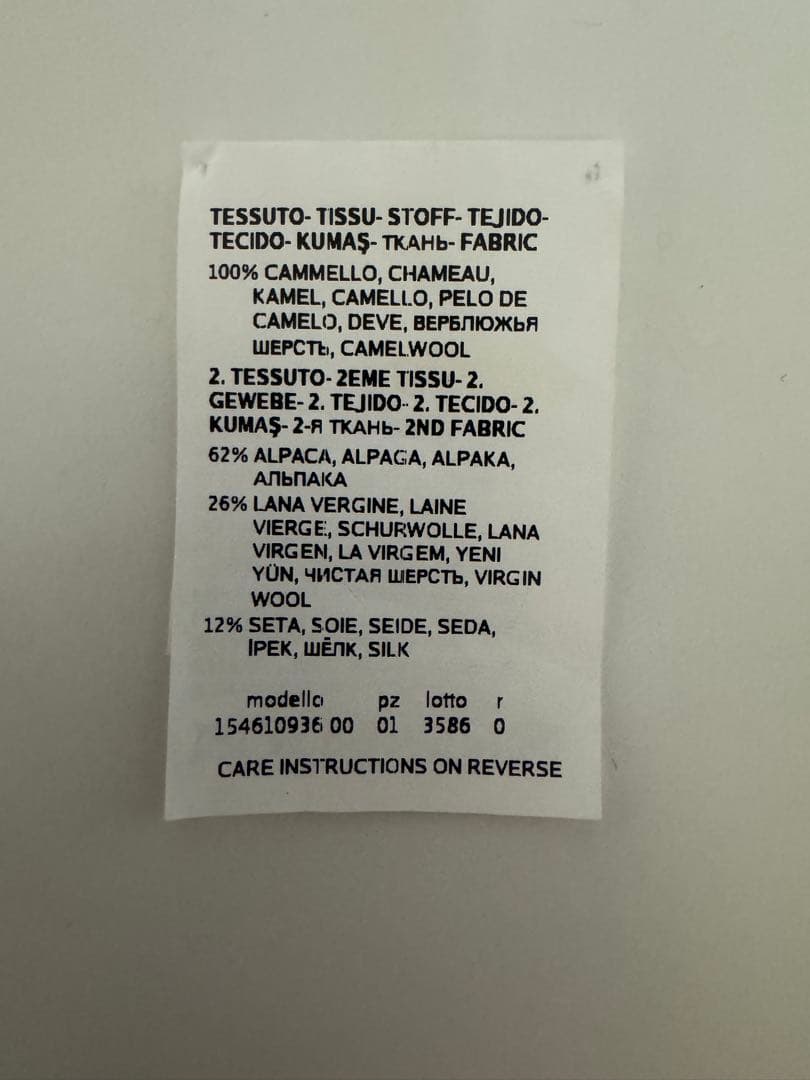 TESSUTO- TISSU- STOFF- TEJIDO-
TECIDO- KUMAŞ- ТКАНЬ- FABRIC
100% CAMMELLO, CHAMEAU,
KAMEL, CAMELLO, PELO DE
CAMELO, DEVE, ВЕРБЛЮЖЬЯ
ШЕРСТЬ, CAMELWOOL
2. TESSUTO- 2EME TISSU- 2.
GEWEBE- 2. TEJIDO- 2. TECIDO- 2.
KUMAŞ- 2-Я ТКАНЬ- 2ND FABRIC
62% ALPACA, ALPAGA, ALPAKA,
АЛЬПАКА
26% LANA VERGINE, LAINE
VIERGE, SCHURWOLLE, LANA
VIRGEN, LA VIRGEM, YENI
YÜN, ЧИСТАЯ ШЕРСТЬ, VIRGIN
WOOL
12% SETA, SOIE, SEIDE, SEDA,
İPEK, ШЁЛК, SILK
modello pz lotto r
154610936 00 01 3586 0
CARE INSTRUCTIONS ON REVERSE